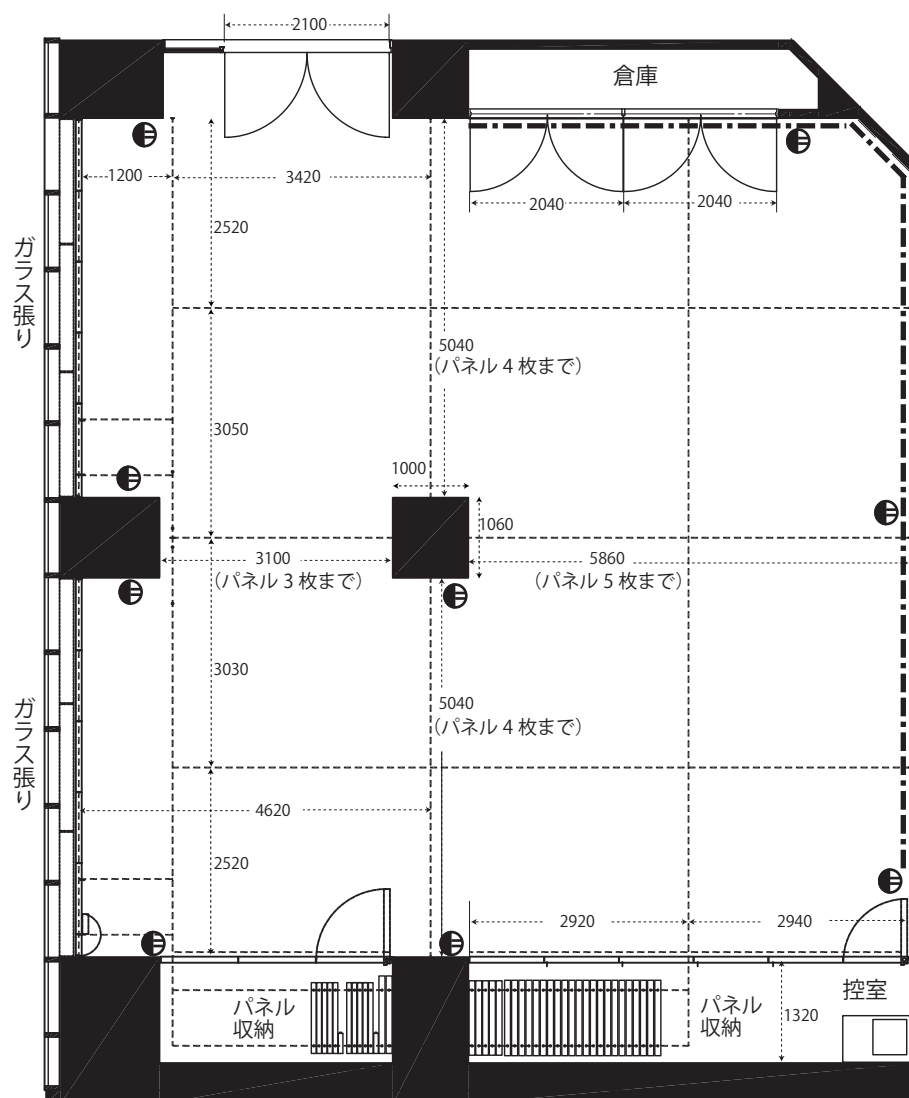 2100
倉庫
1200
3420
2040
2040
2520
ガラス張り
5040
（パネル 4 枚まで）
3050
1000
1060
3100
（パネル 3 枚まで）
5860
（パネル 5 枚まで）
3030
ガラス張り
5040
（パネル 4 枚まで）
4620
2520
2920
2940
パネル
収納
パネル
収納
控室
1320